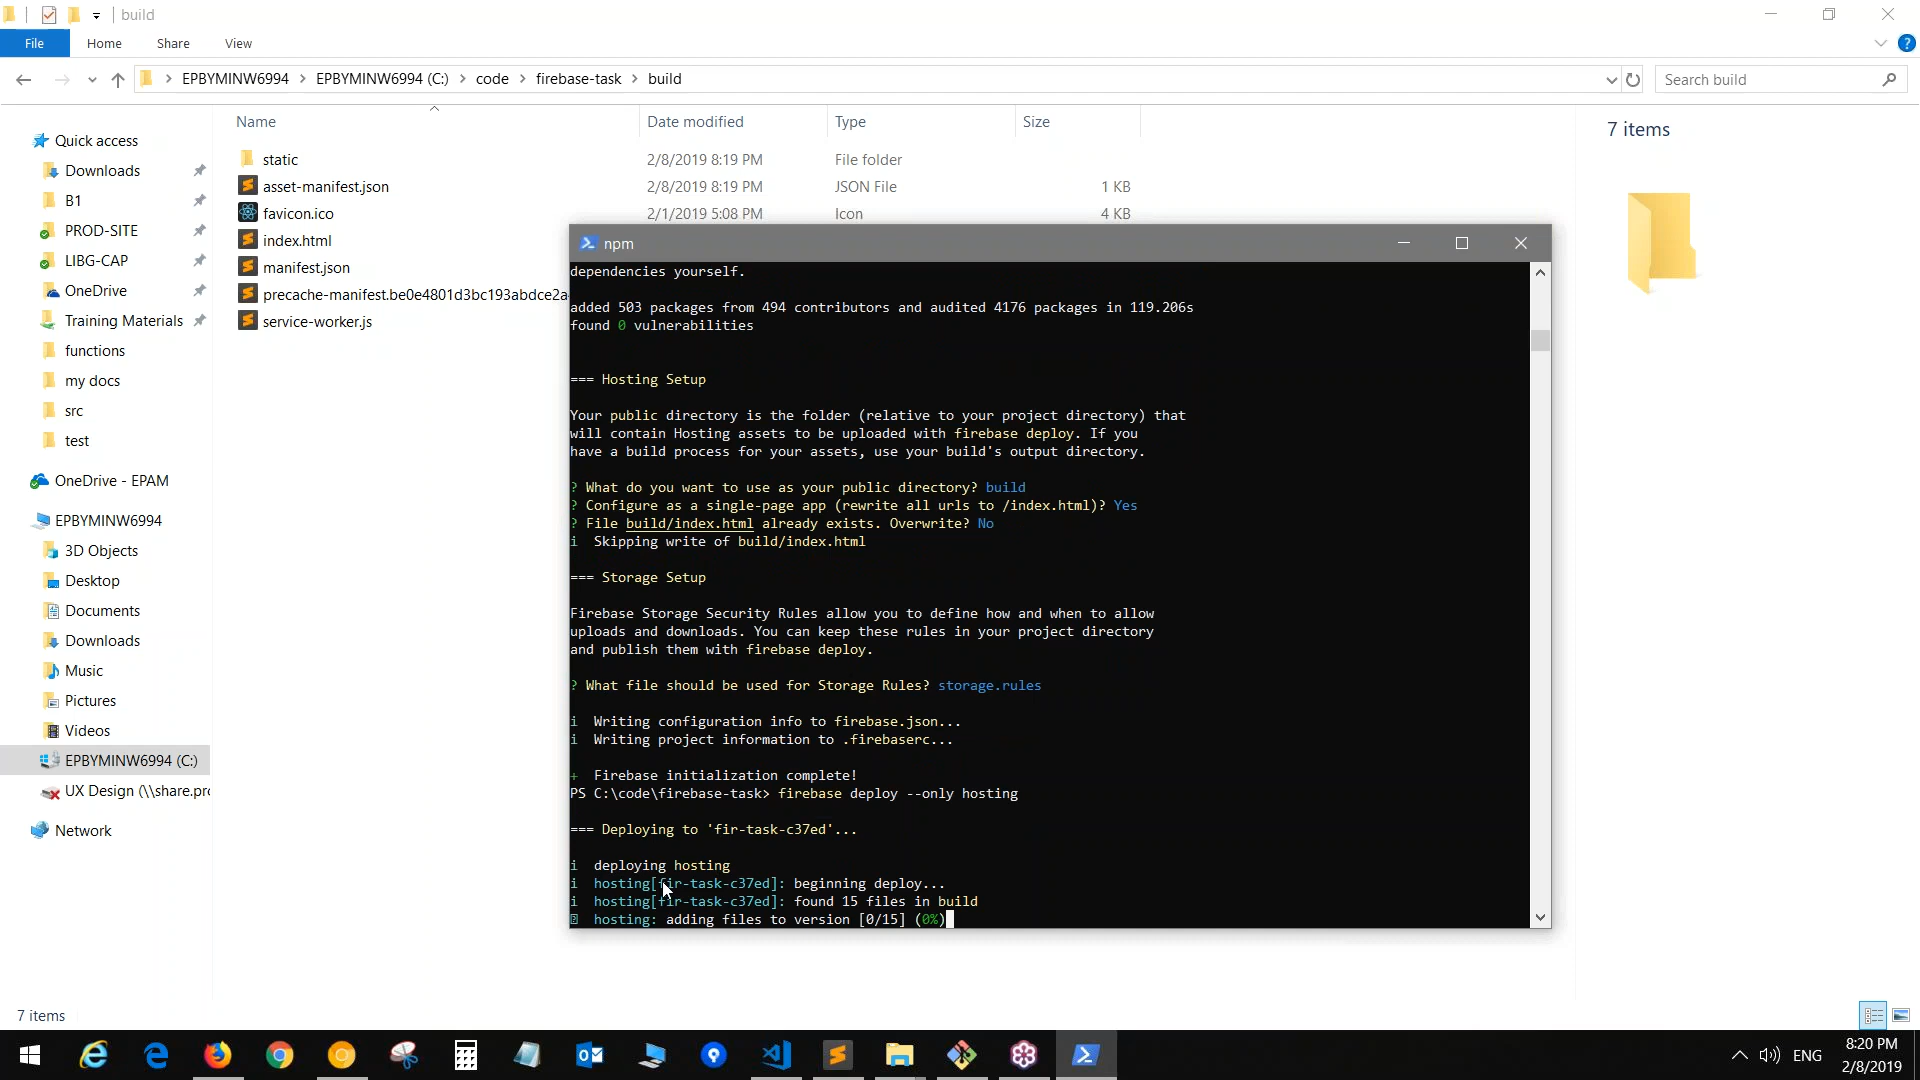 build
File
Home
Share
View
EPBYMINW6994
EPBYMINW6994 (C:)
code
firebase-task
build
Search build
Name
Date modified
Type
Size
7 items
Quick access
Downloads
B1
PROD-SITE
LIBG-CAP
OneDrive
Training Materials
functions
my docs
src
test
OneDrive - EPAM
EPBYMINW6994
3D Objects
Desktop
Documents
Downloads
Music
Pictures
Videos
EPBYMINW6994 (C:)
UX Design (\\share.pr
Network
static 2/8/2019 8:19 PM File folder
asset-manifest.json 2/8/2019 8:19 PM JSON File 1 KB
favicon.ico 2/1/2019 5:08 PM Icon 4 KB
index.html
manifest.json
precache-manifest.be0e4801d3bc193abdce2a
service-worker.js
npm
dependencies yourself.
added 503 packages from 494 contributors and audited 4176 packages in 119.206s
found 0 vulnerabilities
=== Hosting Setup
Your public directory is the folder (relative to your project directory) that
will contain Hosting assets to be uploaded with firebase deploy. If you
have a build process for your assets, use your build's output directory.
? What do you want to use as your public directory? build
? Configure as a single-page app (rewrite all urls to /index.html)? Yes
? File build/index.html already exists. Overwrite? No
i Skipping write of build/index.html
=== Storage Setup
Firebase Storage Security Rules allow you to define how and when to allow
uploads and downloads. You can keep these rules in your project directory
and publish them with firebase deploy.
? What file should be used for Storage Rules? storage.rules
i Writing configuration info to firebase.json...
i Writing project information to .firebaserc...
+ Firebase initialization complete!
PS C:\code\firebase-task> firebase deploy --only hosting
=== Deploying to 'fir-task-c37ed'...
i deploying hosting
i hosting[fir-task-c37ed]: beginning deploy...
i hosting[fir-task-c37ed]: found 15 files in build
hosting: adding files to version [0/15] (0%)
7 items
ENG
8:20 PM
2/8/2019